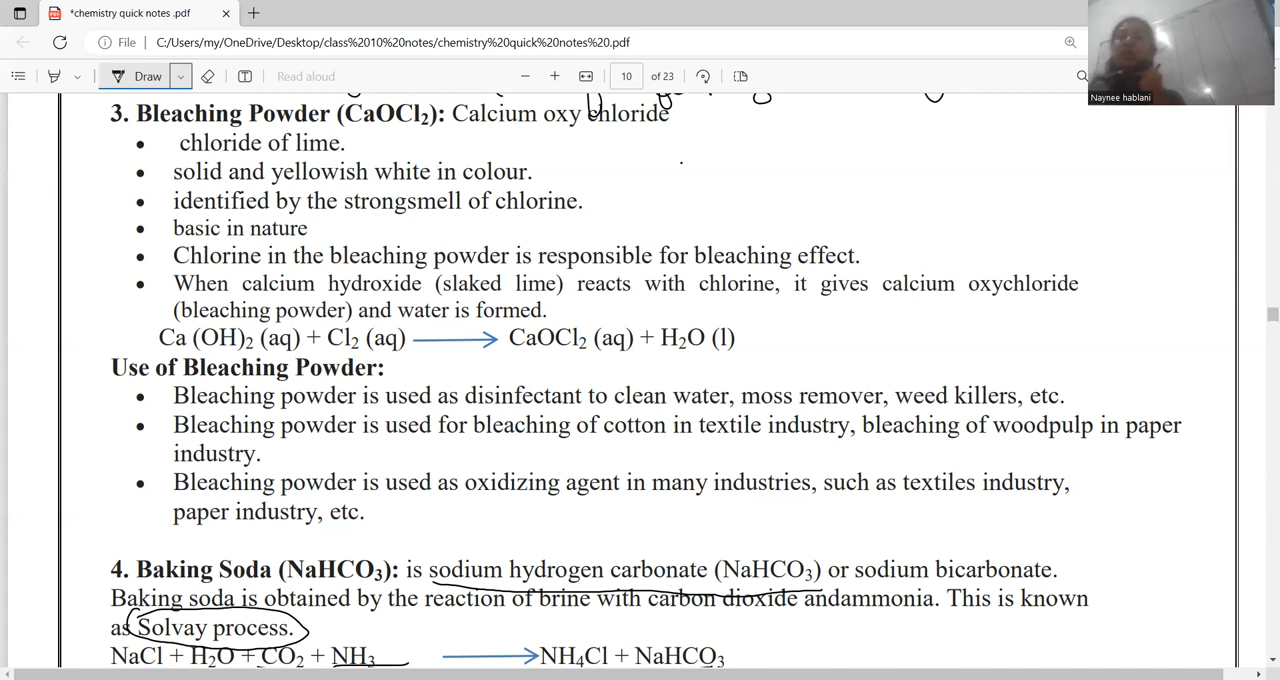 *chemistry quick notes .pdf
File | C:/Users/my/OneDrive/Desktop/class%2010%20notes/chemistry%20quick%20notes%20.pdf
Draw Read aloud 10 of 23
Naynee hablani
3. Bleaching Powder (CaOCl₂): Calcium oxy chloride
• chloride of lime.
• solid and yellowish white in colour.
• identified by the strongsmell of chlorine.
• basic in nature
• Chlorine in the bleaching powder is responsible for bleaching effect.
• When calcium hydroxide (slaked lime) reacts with chlorine, it gives calcium oxychloride
(bleaching powder) and water is formed.
Ca (OH)₂ (aq) + Cl₂ (aq) ⟶ CaOCl₂ (aq) + H₂O (l)
Use of Bleaching Powder:
• Bleaching powder is used as disinfectant to clean water, moss remover, weed killers, etc.
• Bleaching powder is used for bleaching of cotton in textile industry, bleaching of woodpulp in paper
industry.
• Bleaching powder is used as oxidizing agent in many industries, such as textiles industry,
paper industry, etc.
4. Baking Soda (NaHCO₃): is sodium hydrogen carbonate (NaHCO₃) or sodium bicarbonate.
Baking soda is obtained by the reaction of brine with carbon dioxide andammonia. This is known
as Solvay process.
NaCl + H₂O + CO₂ + NH₃ ⟶ NH₄Cl + NaHCO₃